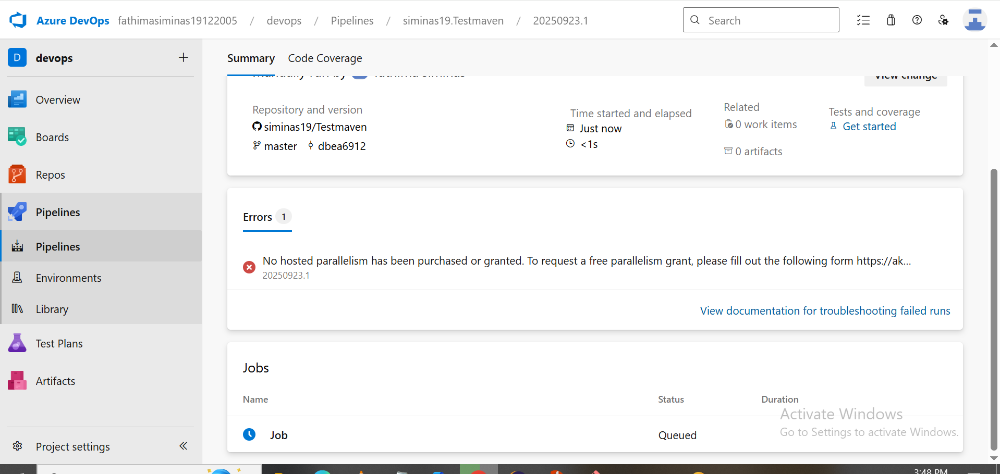 Azure DevOps fathimasiminas19122005 / devops / Pipelines / siminas19.Testmaven / 20250923.1
Search
D devops
Overview
Boards
Repos
Pipelines
Pipelines
Environments
Library
Test Plans
Artifacts
Project settings
Summary Code Coverage
View change
Repository and version
siminas19/Testmaven
master dbea6912
Time started and elapsed
Just now
<1s
Related
0 work items
0 artifacts
Tests and coverage
Get started
Errors 1
No hosted parallelism has been purchased or granted. To request a free parallelism grant, please fill out the following form https://ak...
20250923.1
View documentation for troubleshooting failed runs
Jobs
Name Status Duration
Job Queued
Activate Windows
Go to Settings to activate Windows.
3:48 PM